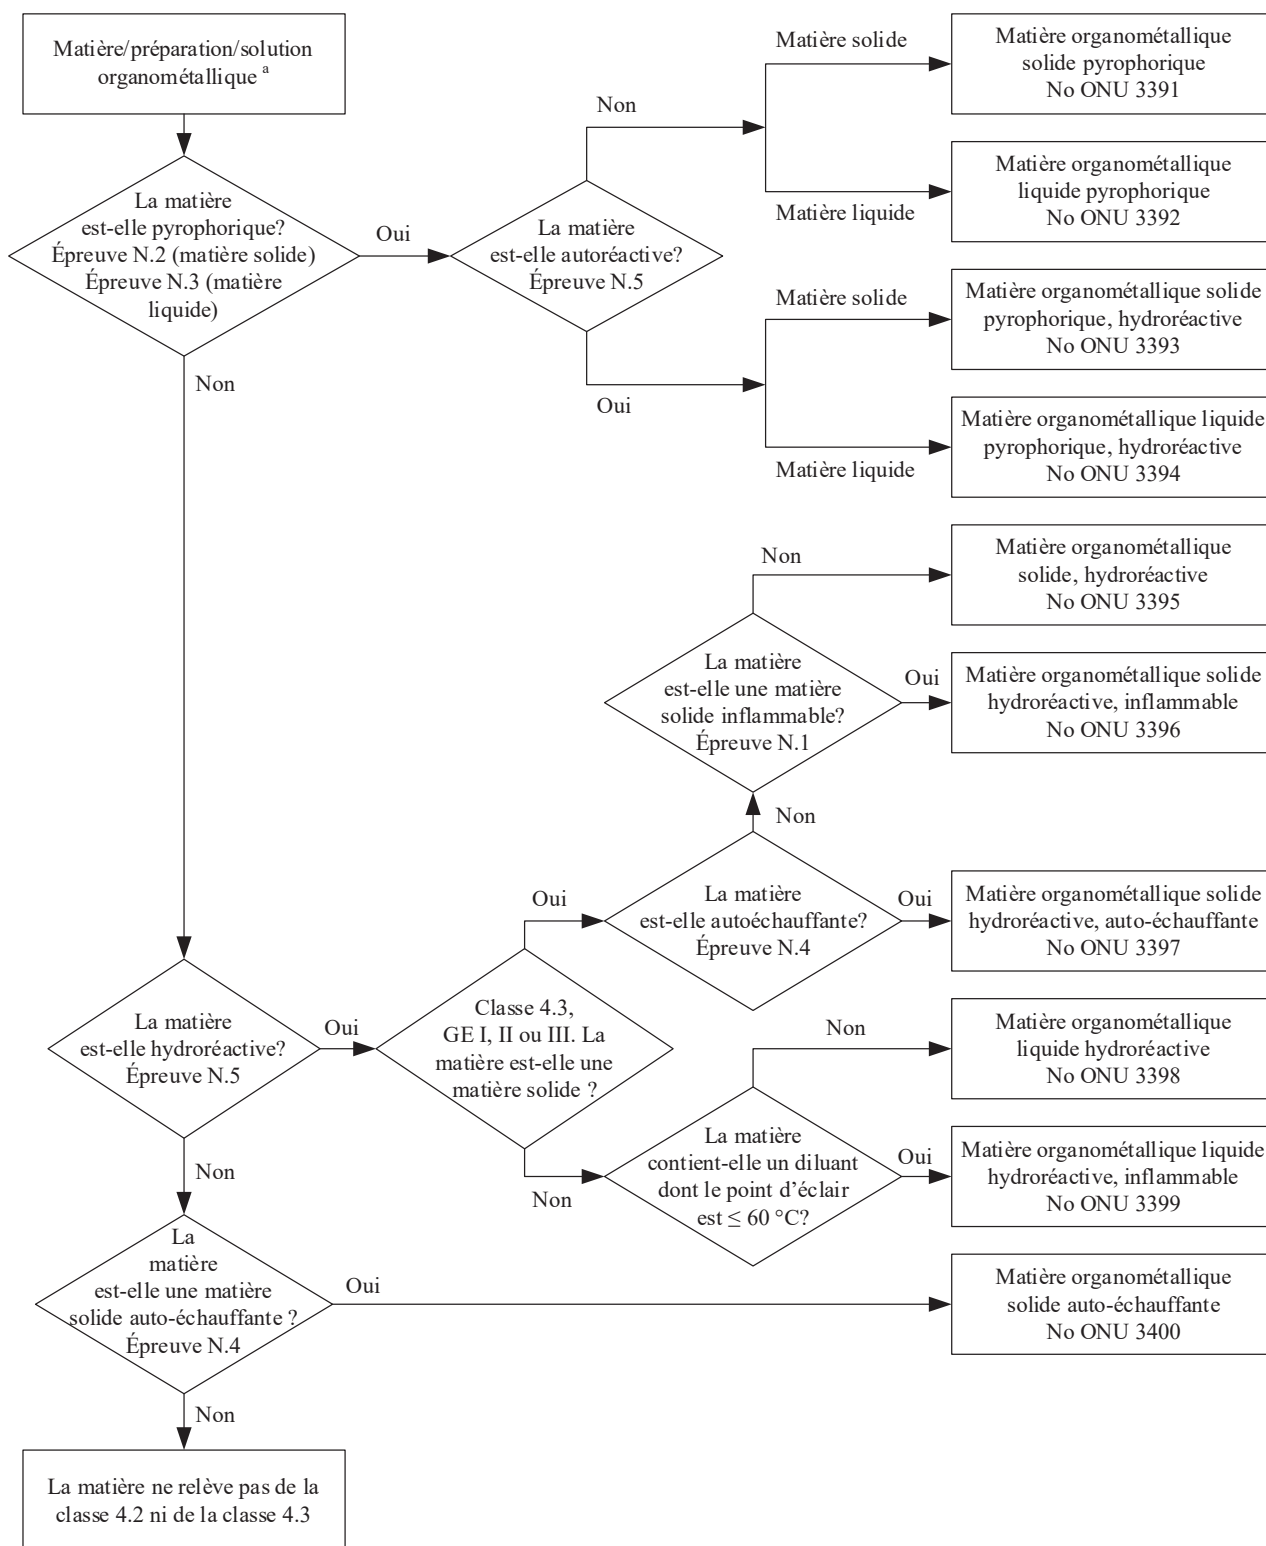 Matière/préparation/solution
organométallique a
La matière
est-elle pyrophorique?
Épreuve N.2 (matière solide)
Épreuve N.3 (matière
liquide)
Oui
Non
La matière
est-elle autoréactive?
Épreuve N.5
Non
Oui
Matière solide
Matière liquide
Matière organométallique
solide pyrophorique
No ONU 3391
Matière organométallique
liquide pyrophorique
No ONU 3392
Matière solide
Matière liquide
Matière organométallique solide
pyrophorique, hydroréactive
No ONU 3393
Matière organométallique liquide
pyrophorique, hydroréactive
No ONU 3394
Non
Matière organométallique
solide, hydroréactive
No ONU 3395
La matière
est-elle une matière
solide inflammable?
Épreuve N.1
Oui
Matière organométallique solide
hydroréactive, inflammable
No ONU 3396
Non
Oui
La matière
est-elle autoéchauffante?
Épreuve N.4
Oui
Matière organométallique solide
hydroréactive, auto-échauffante
No ONU 3397
La matière
est-elle hydroréactive?
Épreuve N.5
Oui
Classe 4.3,
GE I, II ou III. La
matière est-elle une
matière solide ?
Non
Matière organométallique
liquide hydroréactive
No ONU 3398
Non
Non
La matière
contient-elle un diluant
dont le point d’éclair
est ≤ 60 °C?
Oui
Matière organométallique liquide
hydroréactive, inflammable
No ONU 3399
La
matière
est-elle une matière
solide auto-échauffante ?
Épreuve N.4
Oui
Matière organométallique
solide auto-échauffante
No ONU 3400
Non
La matière ne relève pas de la
classe 4.2 ni de la classe 4.3